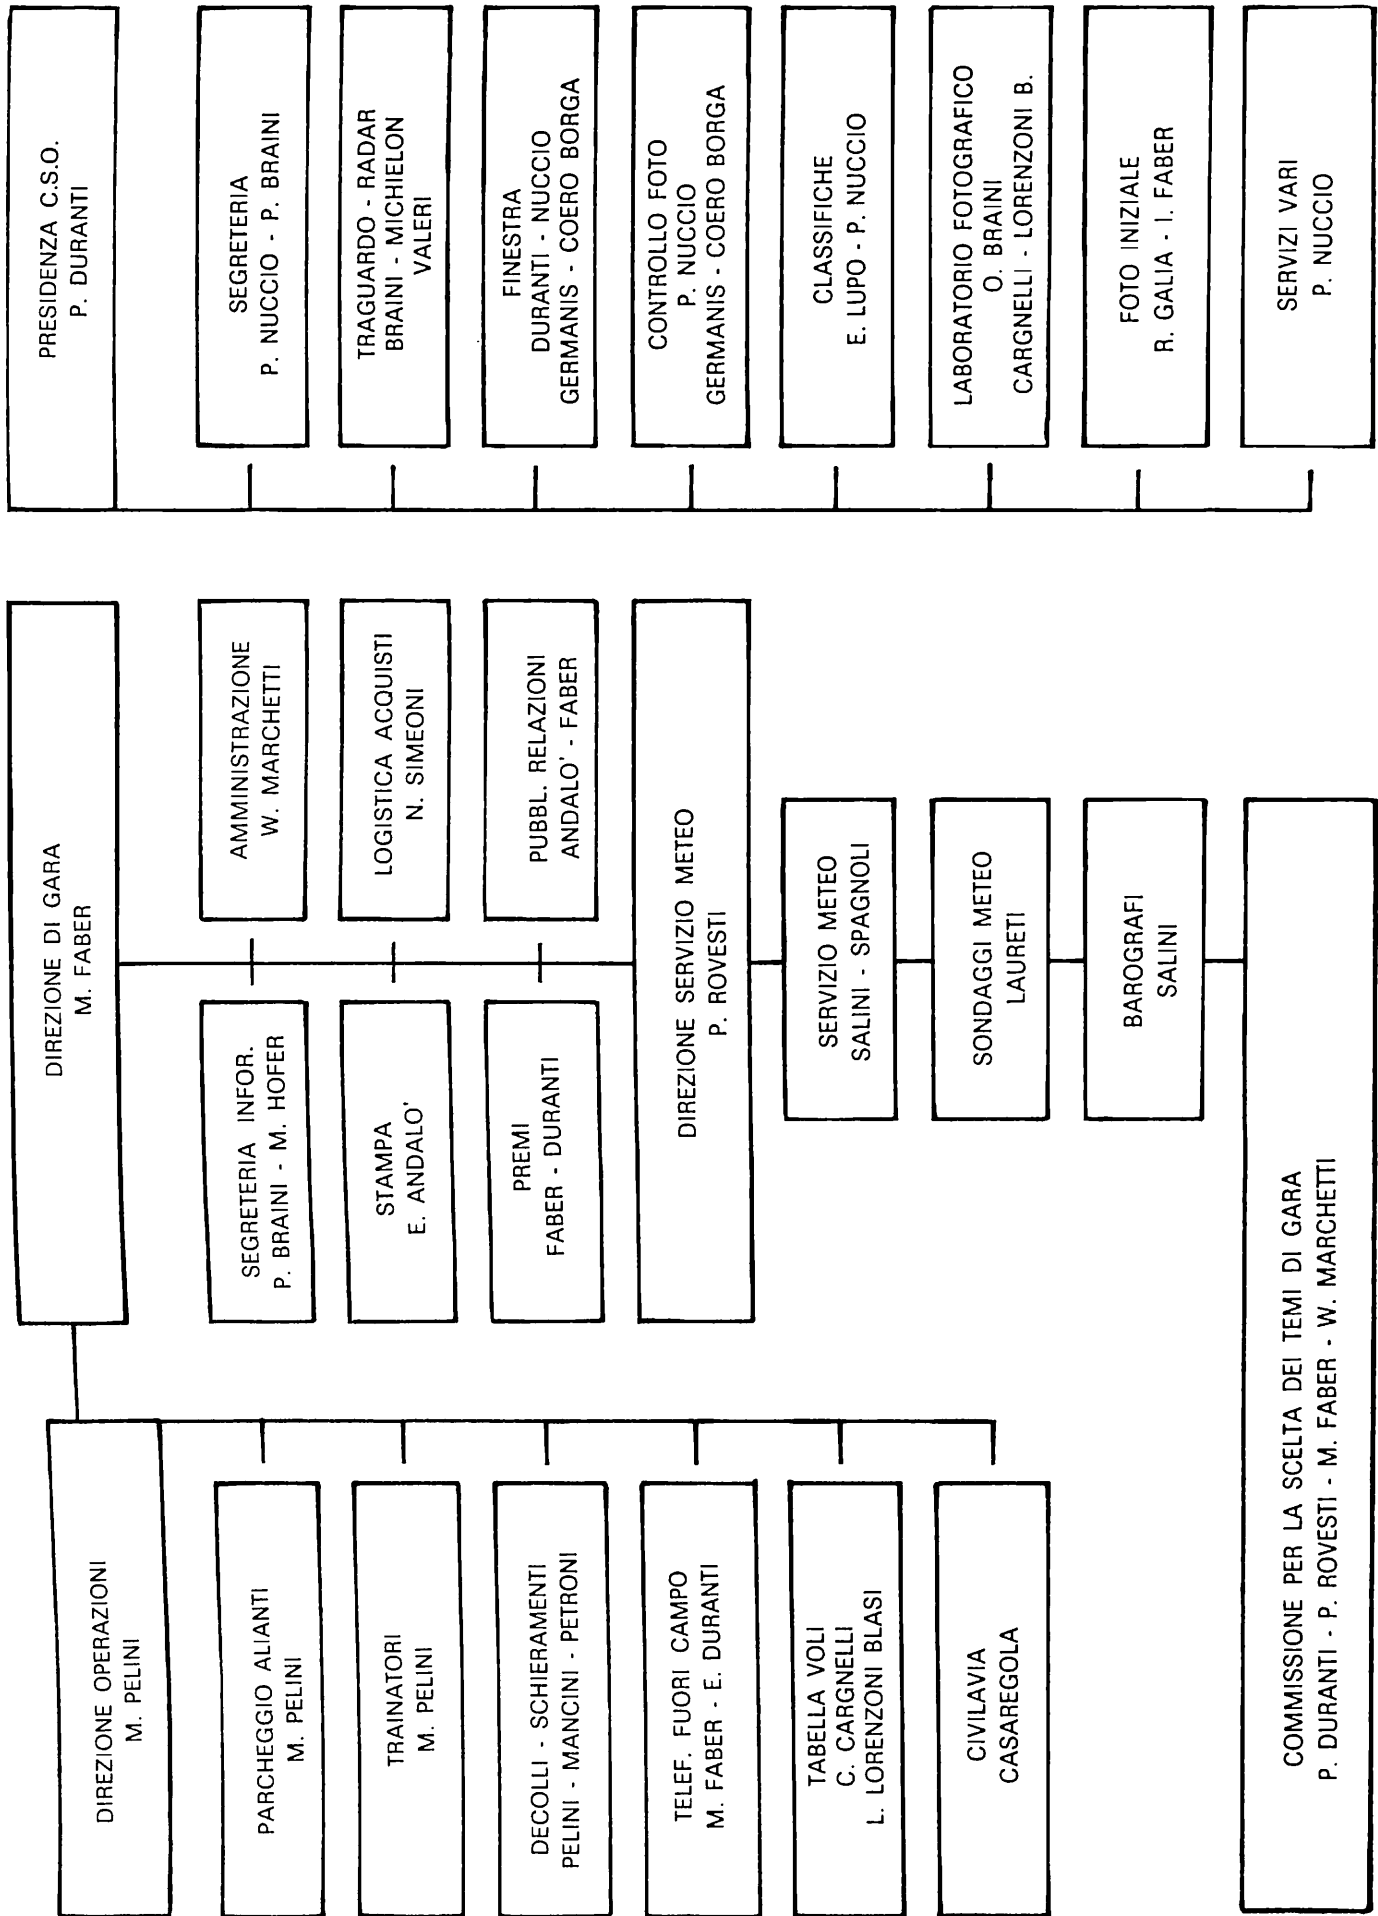 DIREZIONE OPERAZIONI
M. PELINI
PARCHEGGIO ALIANTI
M. PELINI
TRAINATORI
M. PELINI
DECOLLI - SCHIERAMENTI
PELINI - MANCINI - PETRONI
TELEF. FUORI CAMPO
M. FABER - E. DURANTI
TABELLA VOLI
C. CARGNELLI
L. LORENZONI BLASI
CIVILAVIA
CASAREGOLA
DIREZIONE DI GARA
M. FABER
SEGRETERIA INFOR.
P. BRAINI - M. HOFER
AMMINISTRAZIONE
W. MARCHETTI
STAMPA
E. ANDALO'
LOGISTICA ACQUISTI
N. SIMEONI
PREMI
FABER - DURANTI
PUBBL. RELAZIONI
ANDALO' - FABER
DIREZIONE SERVIZIO METEO
P. ROVESTI
SERVIZIO METEO
SALINI - SPAGNOLI
SONDAGGI METEO
LAURETI
BAROGRAFI
SALINI
COMMISSIONE PER LA SCELTA DEI TEMI DI GARA
P. DURANTI - P. ROVESTI - M. FABER - W. MARCHETTI
PRESIDENZA C.S.O.
P. DURANTI
SEGRETERIA
P. NUCCIO - P. BRAINI
TRAGUARDO - RADAR
BRAINI - MICHIELON
VALERI
FINESTRA
DURANTI - NUCCIO
GERMANIS - COERO BORGA
CONTROLLO FOTO
P. NUCCIO
GERMANIS - COERO BORGA
CLASSIFICHE
E. LUPO - P. NUCCIO
LABORATORIO FOTOGRAFICO
O. BRAINI
CARGNELLI - LORENZONI B.
FOTO INIZIALE
R. GALIA - I. FABER
SERVIZI VARI
P. NUCCIO